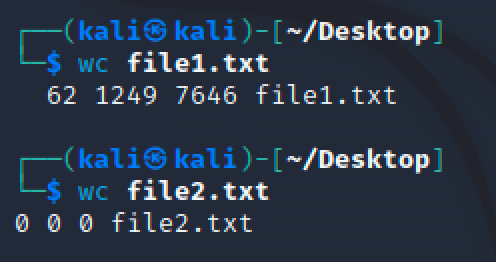 ┌──(kali㉿kali)-[~/Desktop]
└─$ wc file1.txt
  62 1249 7646 file1.txt
┌──(kali㉿kali)-[~/Desktop]
└─$ wc file2.txt
0 0 0 file2.txt